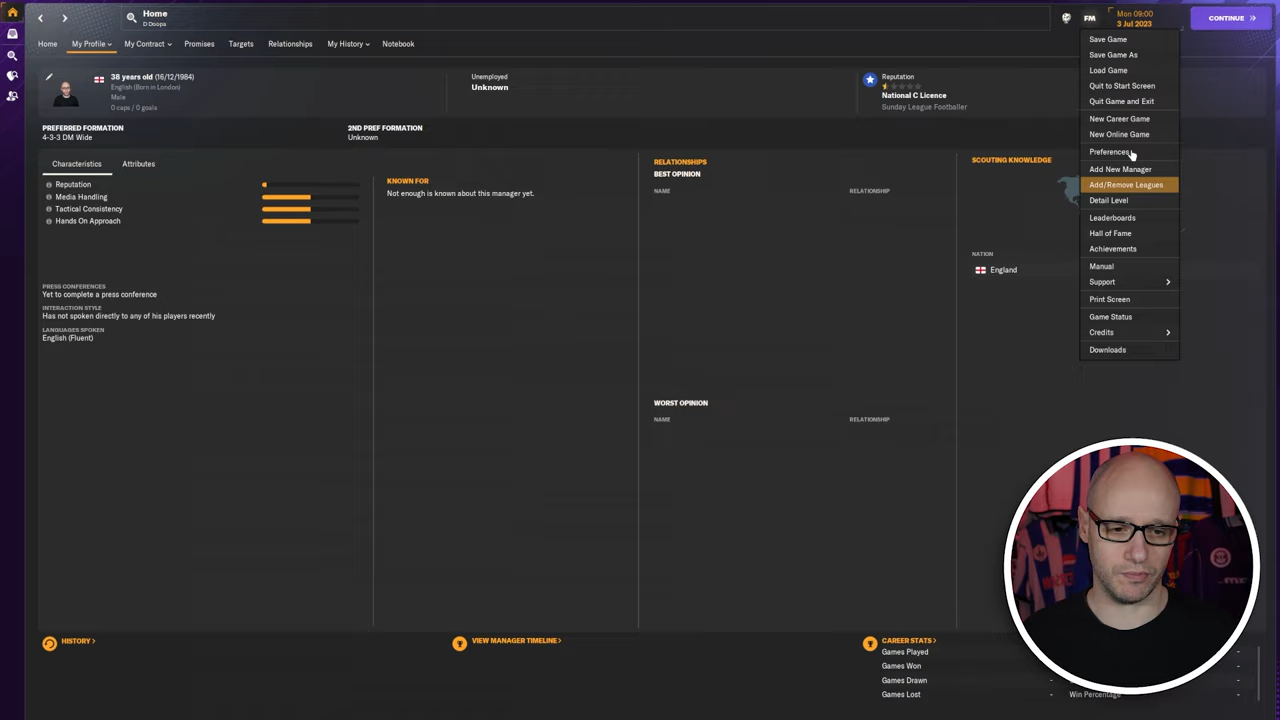 Home
D Doopa
FM
Mon 09:00
3 Jul 2023
CONTINUE
Home
My Profile
My Contract
Promises
Targets
Relationships
My History
Notebook
38 years old (16/12/1984)
English (Born in London)
Male
0 caps / 0 goals
Unemployed
Unknown
Reputation
National C Licence
Sunday League Footballer
PREFERRED FORMATION
4-3-3 DM Wide
2ND PREF FORMATION
Unknown
Characteristics
Attributes
Reputation
Media Handling
Tactical Consistency
Hands On Approach
PRESS CONFERENCES
Yet to complete a press conference
INTERACTION STYLE
Has not spoken directly to any of his players recently
LANGUAGES SPOKEN
English (Fluent)
KNOWN FOR
Not enough is known about this manager yet.
RELATIONSHIPS
BEST OPINION
NAME
RELATIONSHIP
WORST OPINION
NAME
RELATIONSHIP
SCOUTING KNOWLEDGE
NATION
England
Save Game
Save Game As
Load Game
Quit to Start Screen
Quit Game and Exit
New Career Game
New Online Game
Preferences
Add New Manager
Add/Remove Leagues
Detail Level
Leaderboards
Hall of Fame
Achievements
Manual
Support
Print Screen
Game Status
Credits
Downloads
HISTORY >
VIEW MANAGER TIMELINE >
CAREER STATS >
Games Played
Games Won
-
Games Drawn
-
Games Lost
-
Win Percentage
-